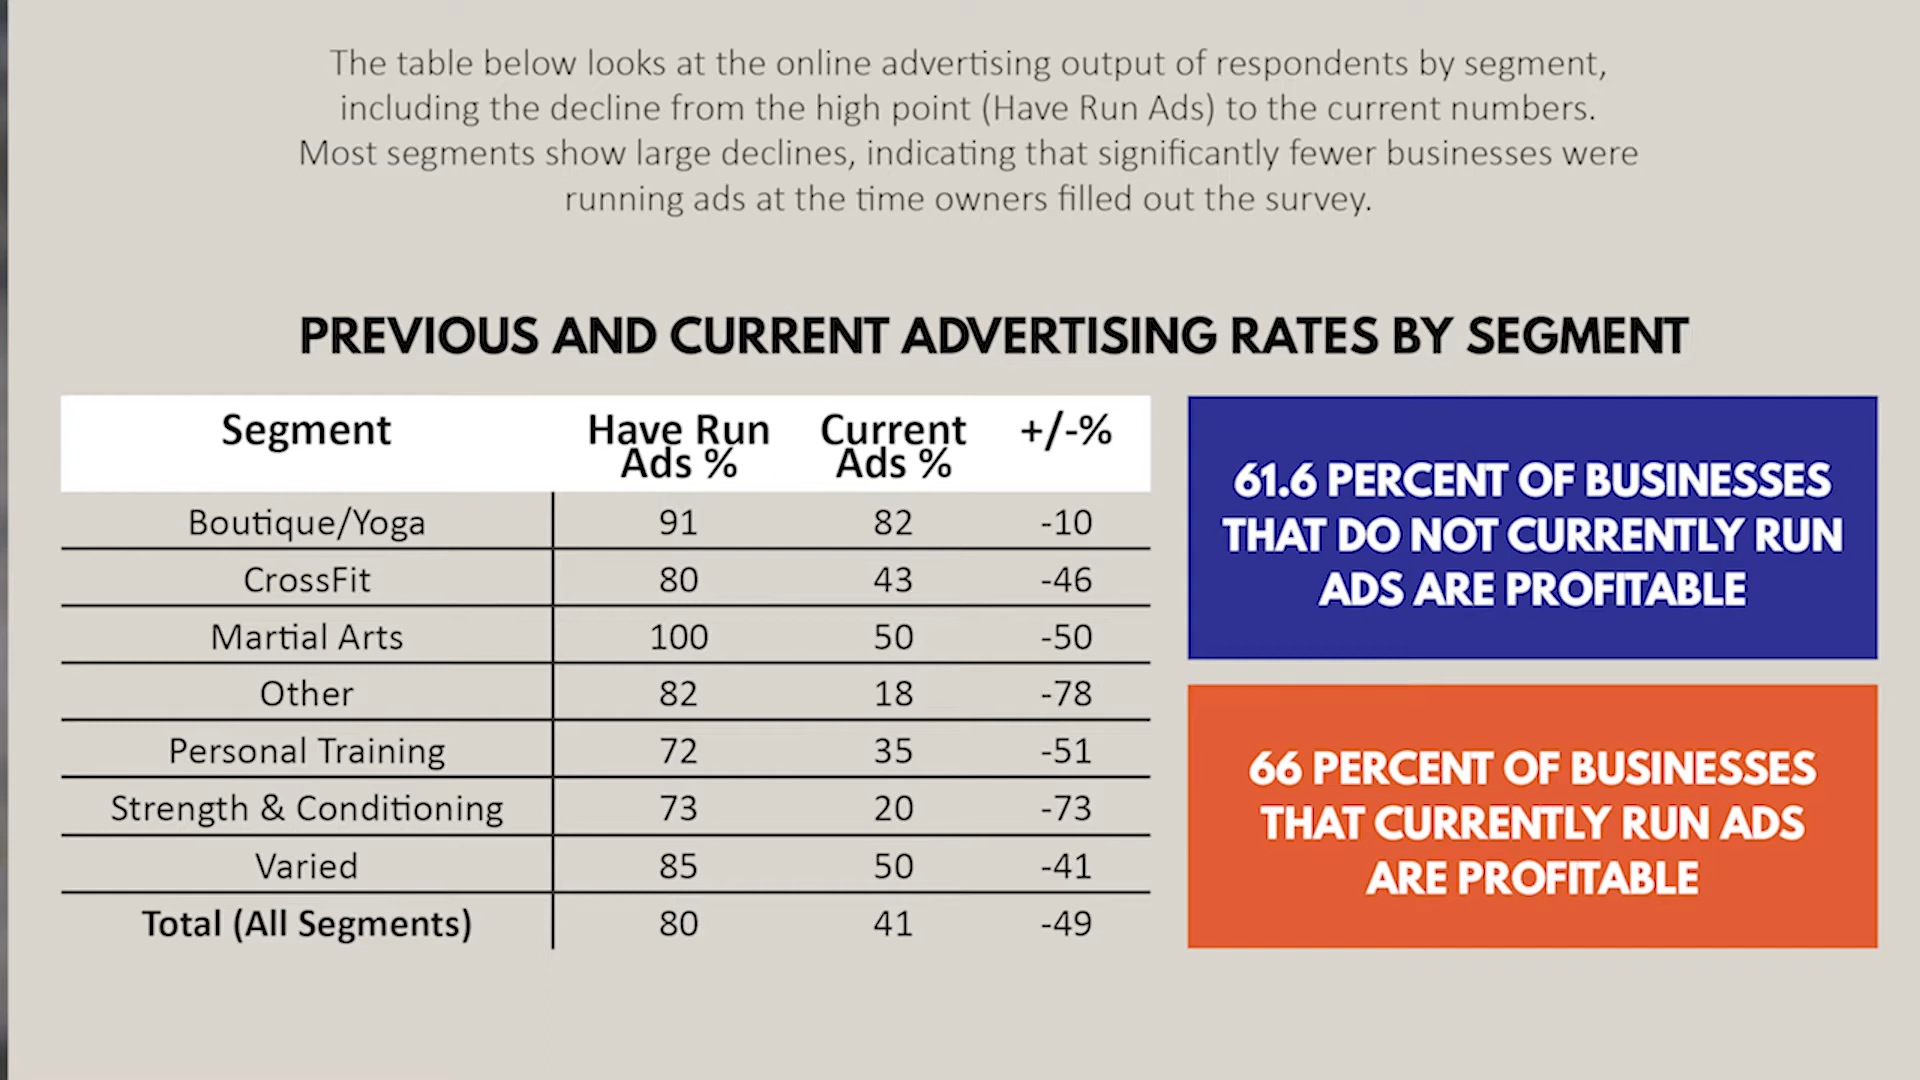 The table below looks at the online advertising output of respondents by segment,
including the decline from the high point (Have Run Ads) to the current numbers.
Most segments show large declines, indicating that significantly fewer businesses were
running ads at the time owners filled out the survey.
PREVIOUS AND CURRENT ADVERTISING RATES BY SEGMENT
Segment Have Run Ads % Current Ads % +/-%
Boutique/Yoga 91 82 -10
CrossFit 80 43 -46
Martial Arts 100 50 -50
Other 82 18 -78
Personal Training 72 35 -51
Strength & Conditioning 73 20 -73
Varied 85 50 -41
Total (All Segments) 80 41 -49
61.6 PERCENT OF BUSINESSES
THAT DO NOT CURRENTLY RUN
ADS ARE PROFITABLE
66 PERCENT OF BUSINESSES
THAT CURRENTLY RUN ADS
ARE PROFITABLE